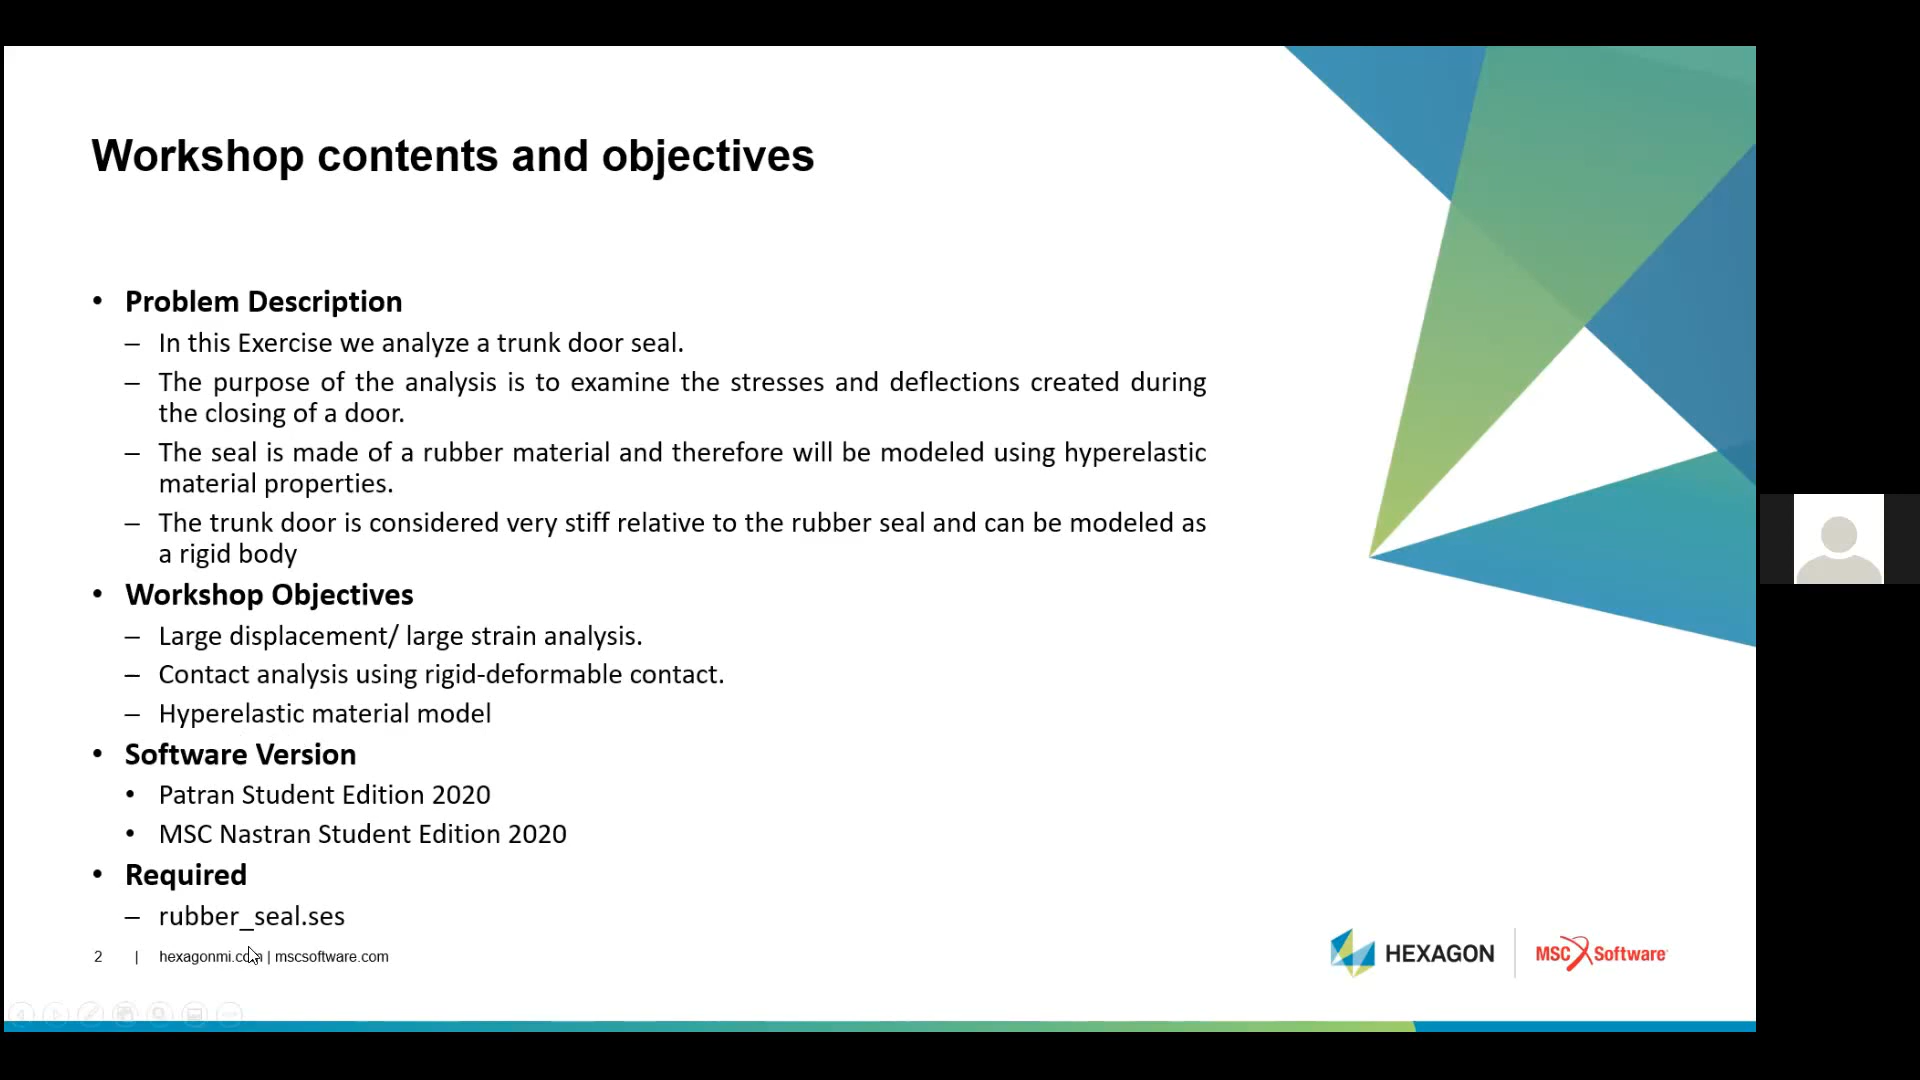 Workshop contents and objectives
• Problem Description
– In this Exercise we analyze a trunk door seal.
– The purpose of the analysis is to examine the stresses and deflections created during
the closing of a door.
– The seal is made of a rubber material and therefore will be modeled using hyperelastic
material properties.
– The trunk door is considered very stiff relative to the rubber seal and can be modeled as
a rigid body
• Workshop Objectives
– Large displacement/ large strain analysis.
– Contact analysis using rigid-deformable contact.
– Hyperelastic material model
• Software Version
• Patran Student Edition 2020
• MSC Nastran Student Edition 2020
• Required
– rubber_seal.ses
2 | hexagonmi.com | mscsoftware.com
HEXAGON | MSC Software